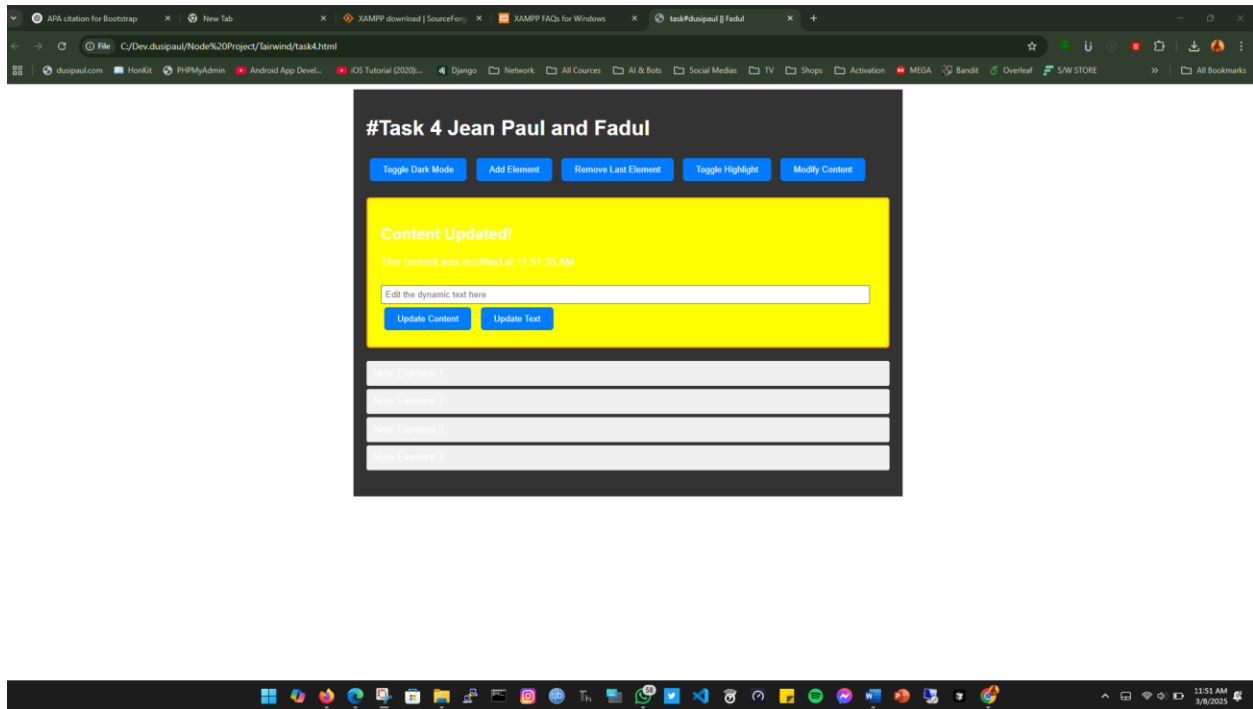 APA citation for Bootstrap
New Tab
XAMPP download | SourceForg
XAMPP FAQs for Windows
task#dusipaul || Fadul
File C:/Dev.dusipaul/Node%20Project/Tairwind/task4.html
dusipaul.com HonKit PHPMyAdmin Android App Devel... iOS Tutorial (2020):... Django Network All Cources AI & Bots Social Medias TV Shops Activation MEGA Bandit Overleaf S/W STORE » All Bookmarks
#Task 4 Jean Paul and Fadul
Toggle Dark Mode Add Element Remove Last Element Toggle Highlight Modify Content
Content Updated!
This content was modified at 11:51:05 AM
Edit the dynamic text here
Update Content Update Text
New Element 1
New Element 2
New Element 3
New Element 4
58
11:51 AM
3/8/2025